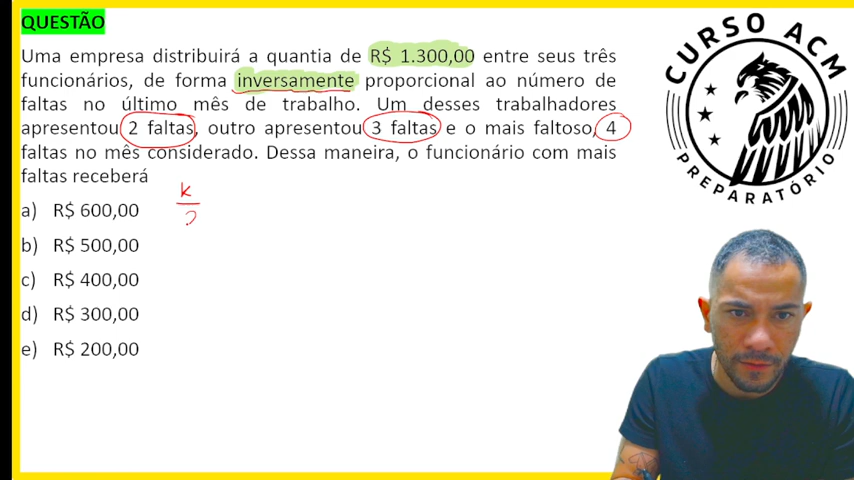 QUESTÃO
Uma empresa distribuirá a quantia de R$ 1.300,00 entre seus três
funcionários, de forma inversamente proporcional ao número de
faltas no último mês de trabalho. Um desses trabalhadores
apresentou 2 faltas, outro apresentou 3 faltas e o mais faltoso, 4
faltas no mês considerado. Dessa maneira, o funcionário com mais
faltas receberá
k
2
a) R$ 600,00
b) R$ 500,00
c) R$ 400,00
d) R$ 300,00
e) R$ 200,00
CURSO ACM
PREPARATÓRIO